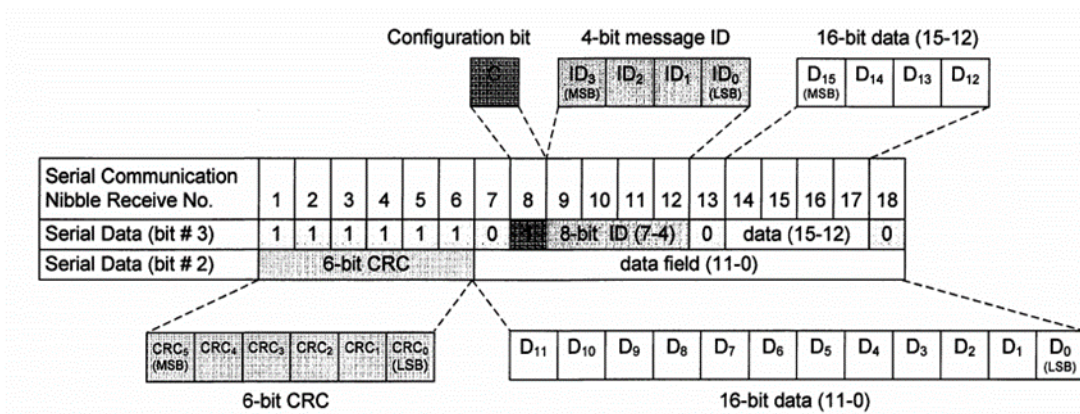 Configuration bit 4-bit message ID 16-bit data (15-12)
C ID₃ ID₂ ID₁ ID₀ D₁₅ D₁₄ D₁₃ D₁₂
(MSB) (LSB) (MSB)
Serial Communication
Nibble Receive No. 1 2 3 4 5 6 7 8 9 10 11 12 13 14 15 16 17 18
Serial Data (bit # 3) 1 1 1 1 1 1 0 1 8-bit ID (7-4) 0 data (15-12) 0
Serial Data (bit # 2) 6-bit CRC data field (11-0)
CRC₅ CRC₄ CRC₃ CRC₂ CRC₁ CRC₀ D₁₁ D₁₀ D₉ D₈ D₇ D₆ D₅ D₄ D₃ D₂ D₁ D₀
(MSB) (LSB) (LSB)
6-bit CRC 16-bit data (11-0)